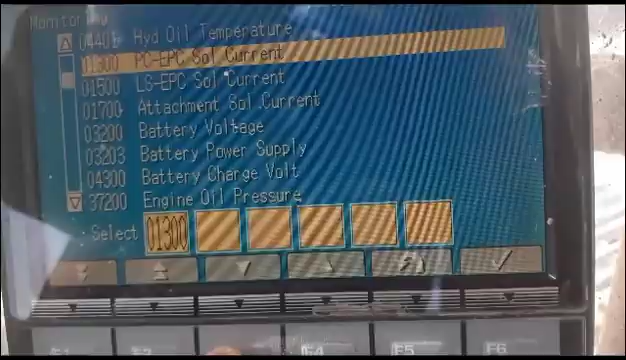 Monitor
04401 Hyd Oil Temperature
01300 PC-EPC Sol Current
01500 LS-EPC Sol Current
01700 Attachment Sol Current
03200 Battery Voltage
03203 Battery Power Supply
04300 Battery Charge Volt
37200 Engine Oil Pressure
Select 01300
F4 F5 F6